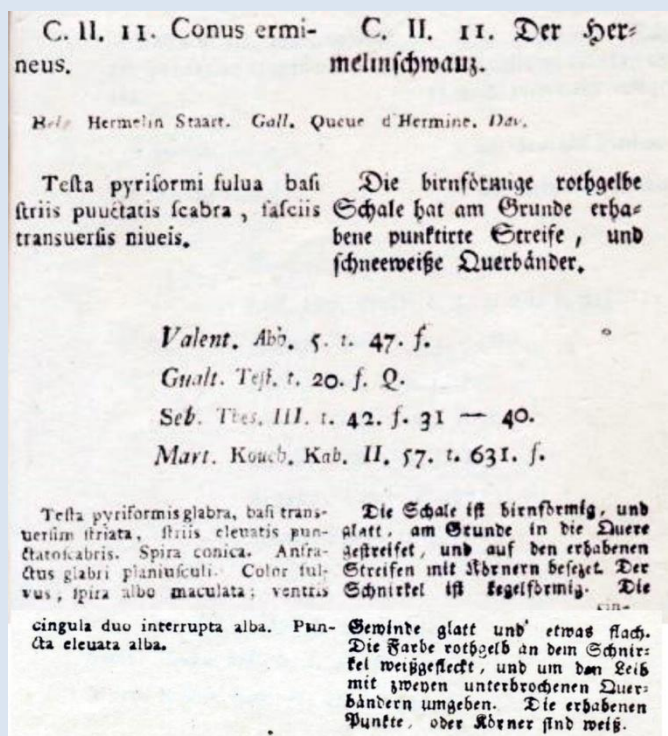 C. II. 11. Conus ermi-
neus.
C. II. 11. Der Her-
melinſchwanz.
Belg. Hermelin Staart. Gall. Queue d'Hermine. Dav.
Teſta pyriformi fulua baſi
ſtriis puuctatis ſcabra, faſciis
transuerſis niueis.
Die birnförmige rothgelbe
Schale hat am Grunde erha-
bene punktirte Streife, und
ſchneeweiße Querbänder.
Valent. Abb. 5. t. 47. f.
Gualt. Teſt. t. 20. f. Q.
Seb. Thes. III. t. 42. f. 31 — 40.
Mart. Konch. Kab. II. 57. t. 631. f.
Teſta pyriformis glabra, baſi trans-
uerſim ſtriata, ſtriis eleuatis pun-
ctatoſcabris. Spira conica. Anfra-
ctus glabri planiuſculi. Color ful-
vus, ſpira albo maculata; ventris
cingula duo interrupta alba. Pun-
cta eleuata alba.
Die Schale iſt birnförmig, und
glatt, am Grunde in die Quere
geſtreifet, und auf den erhabenen
Streifen mit Körnern beſezet. Der
Schnirkel iſt kegelförmig. Die
cin-
Gewinde glatt und etwas flach.
Die Farbe rothgelb an dem Schnir-
kel weißgefleckt, und um den Leib
mit zweyen unterbrochenen Quer-
bändern umgeben. Die erhabenen
Punkte, oder Körner ſind weiß.